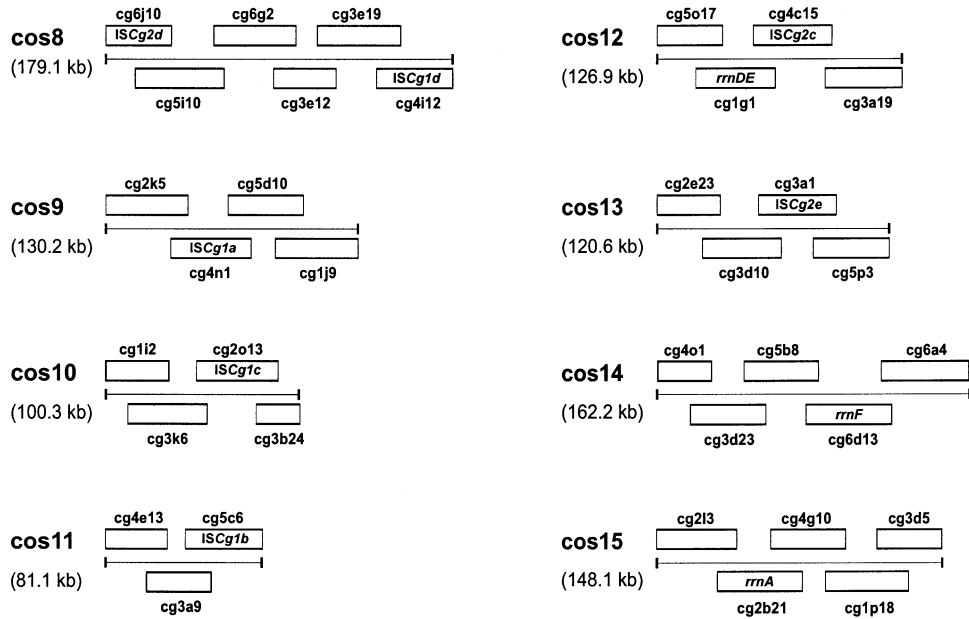 cg6j10 cg6g2 cg3e19
cos8 ISCg2d
(179.1 kb)
ISCg1d
cg5i10 cg3e12 cg4i12
cg2k5 cg5d10
cos9
(130.2 kb) ISCg1a
cg4n1 cg1j9
cg1i2 cg2o13
cos10 ISCg1c
(100.3 kb)
cg3k6 cg3b24
cg4e13 cg5c6
cos11 ISCg1b
(81.1 kb)
cg3a9
cg5o17 cg4c15
cos12 ISCg2c
(126.9 kb) rrnDE
cg1g1 cg3a19
cg2e23 cg3a1
cos13 ISCg2e
(120.6 kb)
cg3d10 cg5p3
cg4o1 cg5b8 cg6a4
cos14
(162.2 kb) rrnF
cg3d23 cg6d13
cg2l3 cg4g10 cg3d5
cos15
(148.1 kb) rrnA
cg2b21 cg1p18